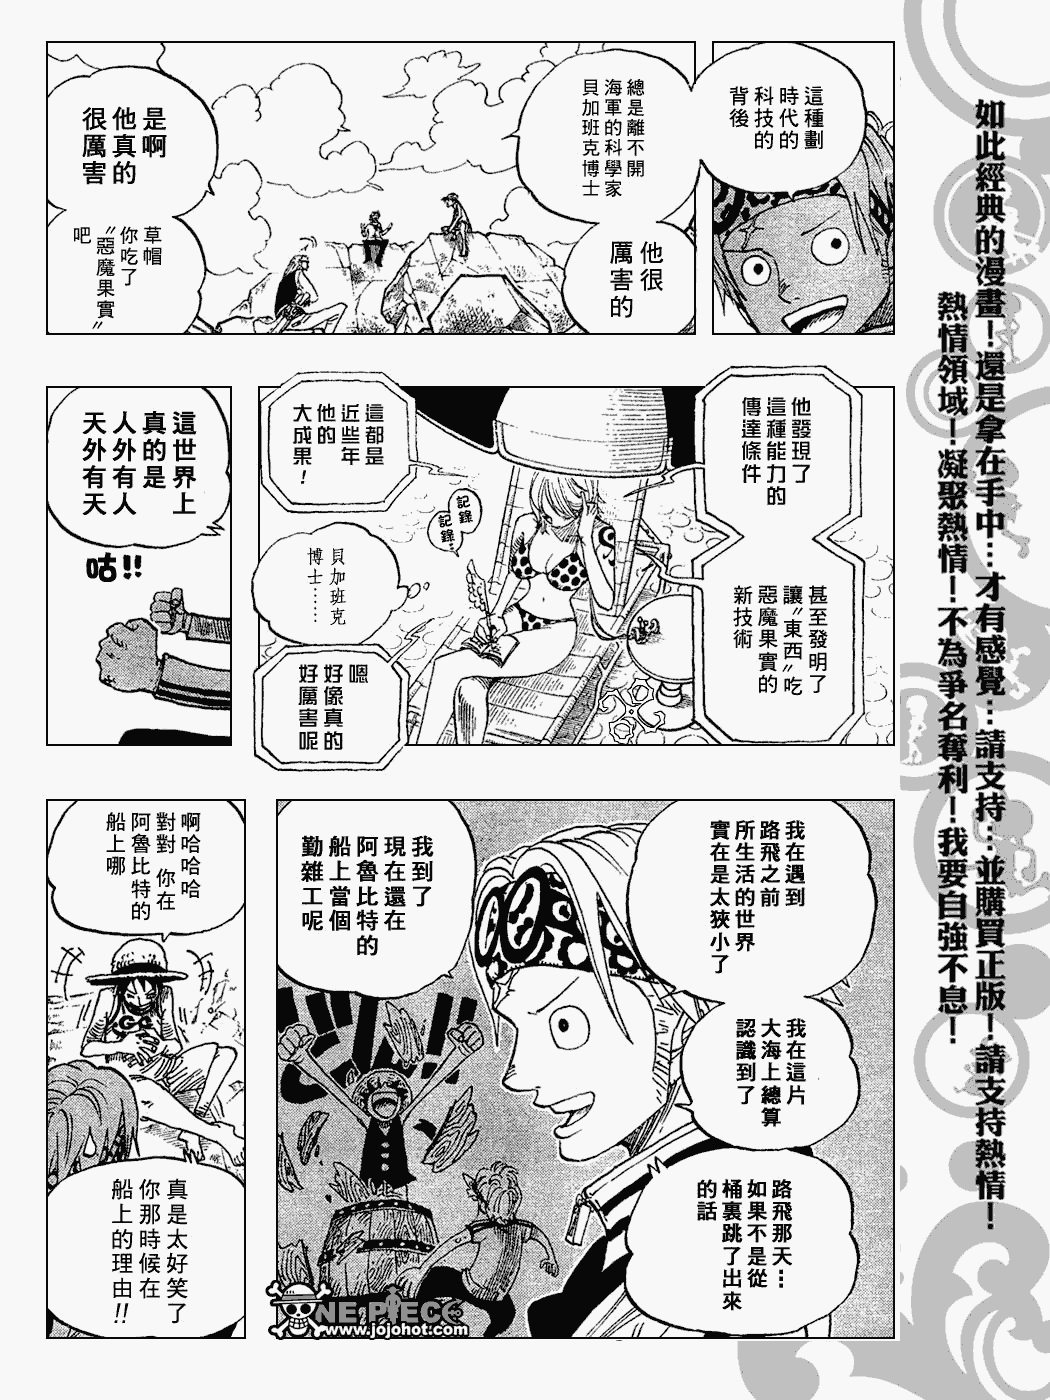 這種劃
時代的
科技的
背後
總是離不開
海軍的科學家
貝加班克博士
他很
厲害的
是啊
他真的
很厲害
草帽
你吃了
〝惡魔果實〞
吧
他發現了
這種能力的
傳達條件
甚至發明了
讓〝東西〞吃
惡魔果實的
新技術
這都是
近些年
他的
大成果!
記錄
記錄
貝加班克
博士……
嗯
好像真的
好厲害呢
這世界上
真的是
人外有人
天外有天
咕!!
我在遇到
路飛之前
所生活的世界
實在是太狹小了
我在這片
大海上總算
認識到了
路飛那天…
如果不是從
桶裏跳了出來
的話
我到了
現在還在
阿魯比特的
船上當個
勤雜工呢
啊哈哈哈
對對 你在
阿魯比特的
船上哪
真是太好笑了
你那時候在
船上的理由!!
ONE PIECE
www.jojohot.com
如此經典的漫畫!還是拿在手中…才有感覺…請支持…並購買正版!請支持熱情!
熱情領域!凝聚熱情!不為爭名奪利!我要自強不息!